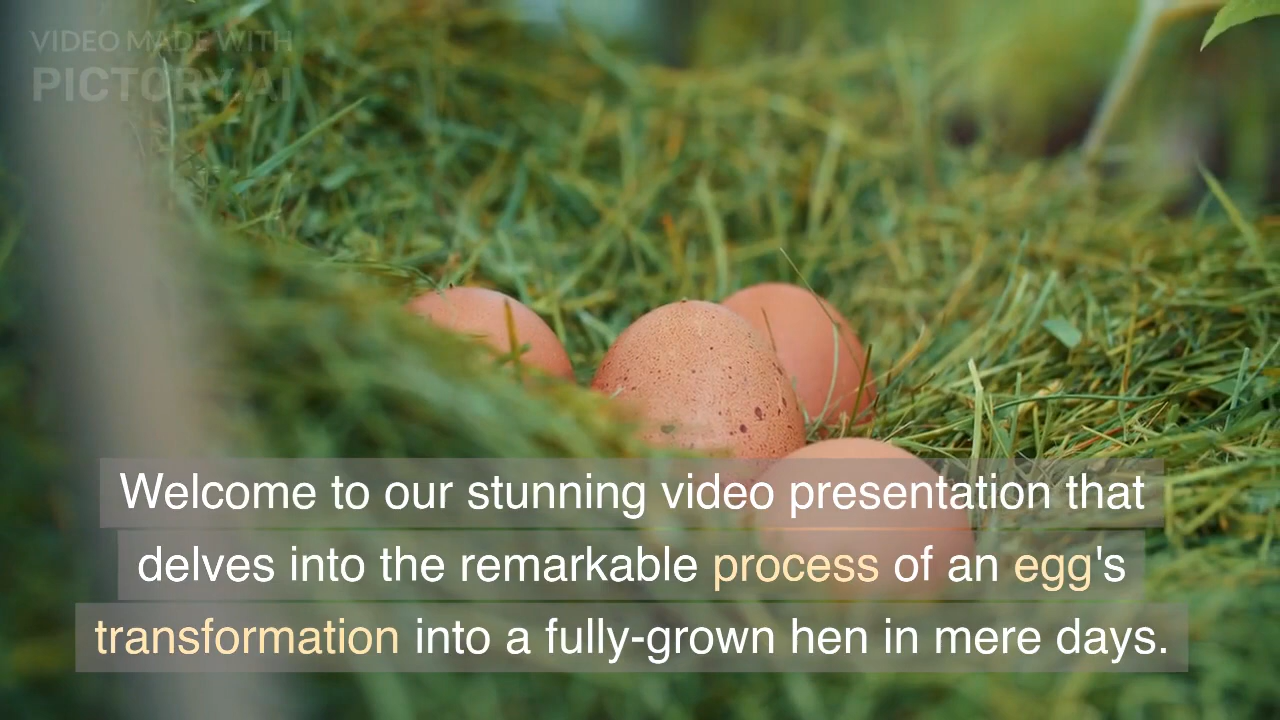 VIDEO MADE WITH
PICTORY.AI
Welcome to our stunning video presentation that
delves into the remarkable process of an egg's
transformation into a fully-grown hen in mere days.